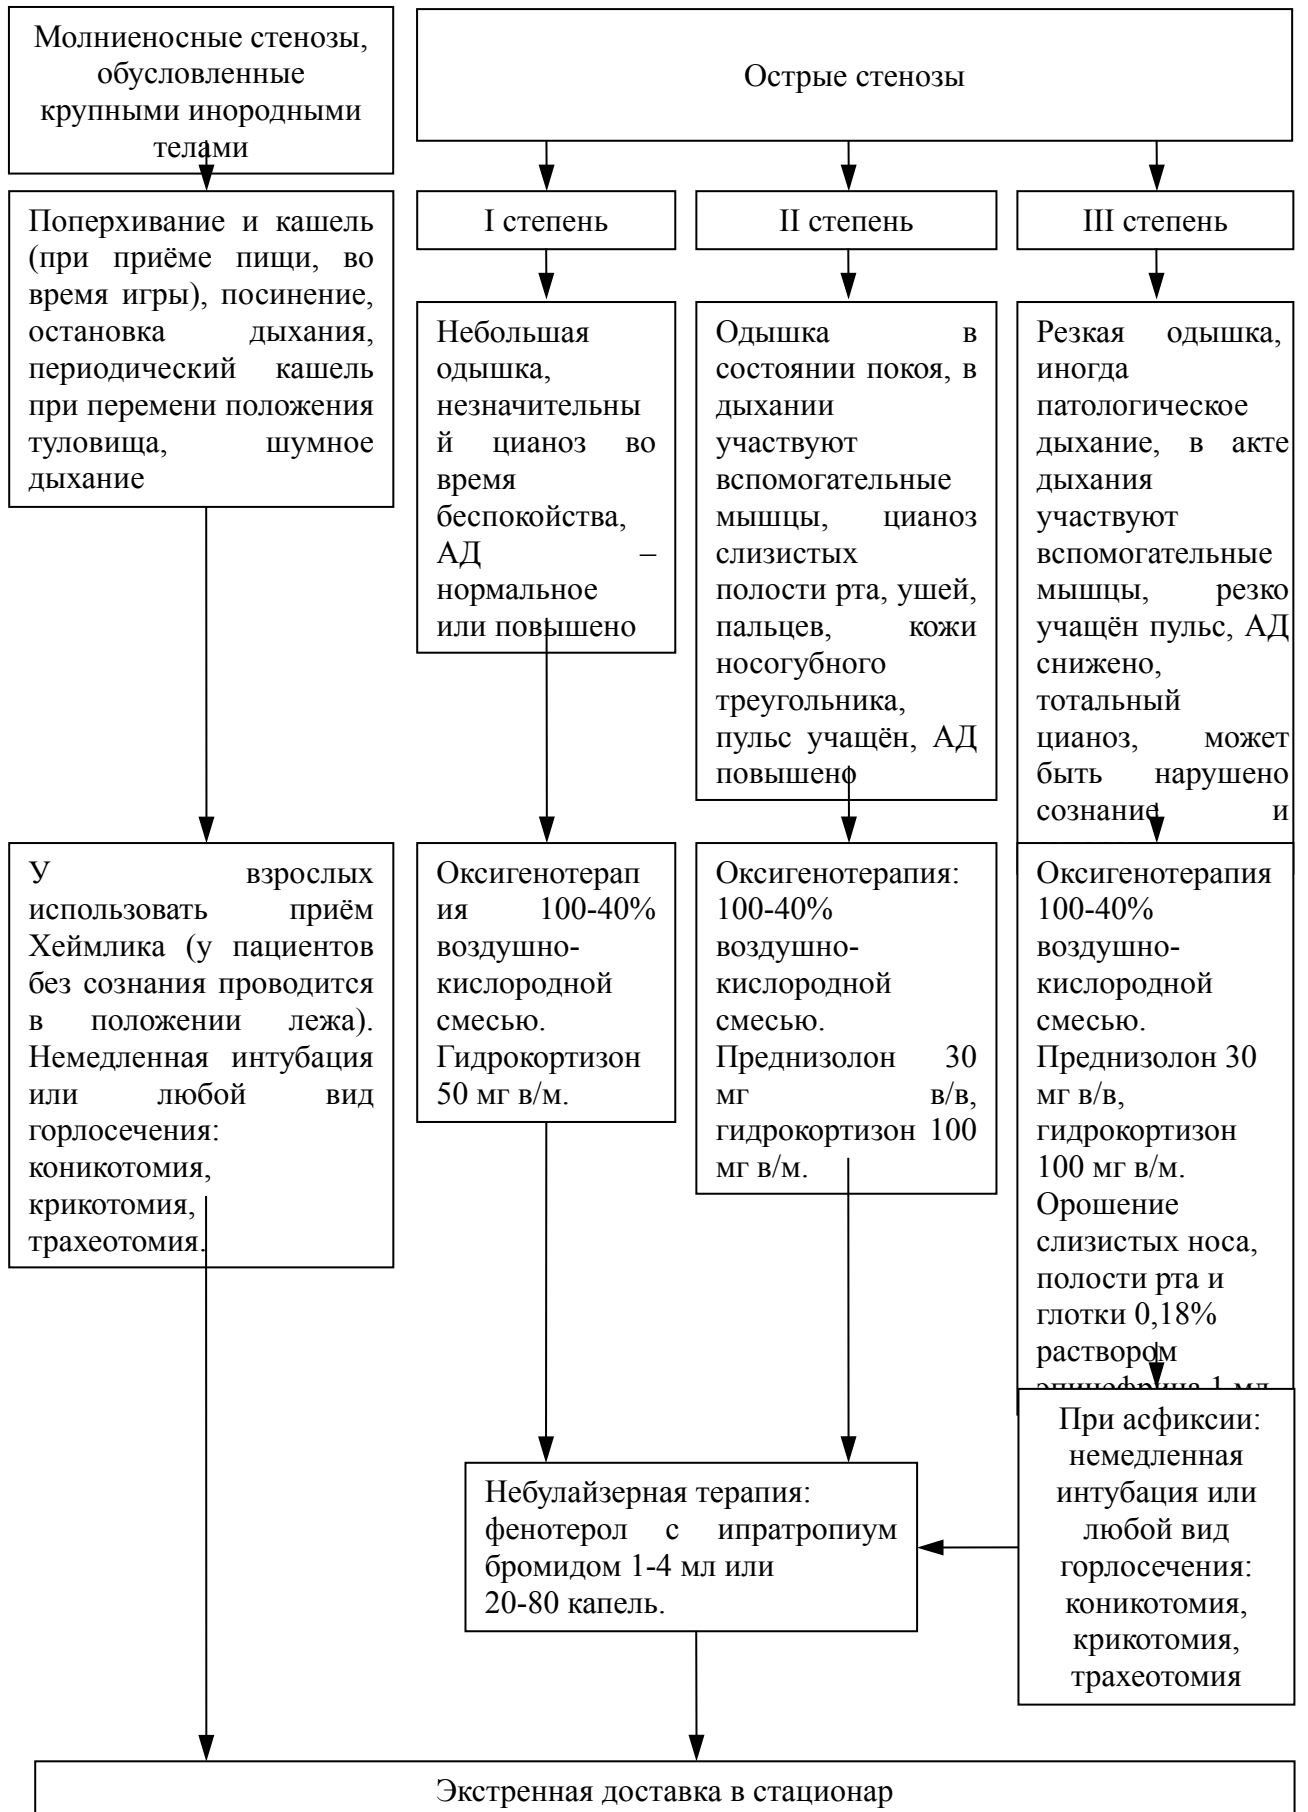 Молниеносные стенозы,
обусловленные
крупными инородными
телами
Острые стенозы
Поперхивание и кашель
(при приёме пищи, во
время игры), посинение,
остановка дыхания,
периодический кашель
при перемени положения
туловища, шумное
дыхание
I степень
II степень
III степень
Небольшая
одышка,
незначительны
й цианоз во
время
беспокойства,
АД –
нормальное
или повышено
Одышка в
состоянии покоя, в
дыхании
участвуют
вспомогательные
мышцы, цианоз
слизистых
полости рта, ушей,
пальцев, кожи
носогубного
треугольника,
пульс учащён, АД
повышено
Резкая одышка,
иногда
патологическое
дыхание, в акте
дыхания
участвуют
вспомогательные
мышцы, резко
учащён пульс, АД
снижено,
тотальный
цианоз, может
быть нарушено
сознание и
У взрослых
использовать приём
Хеймлика (у пациентов
без сознания проводится
в положении лежа).
Немедленная интубация
или любой вид
горлосечения:
коникотомия,
крикотомия,
трахеотомия.
Оксигенотерап
ия 100-40%
воздушно-
кислородной
смесью.
Гидрокортизон
50 мг в/м.
Оксигенотерапия:
100-40%
воздушно-
кислородной
смесью.
Преднизолон 30
мг в/в,
гидрокортизон 100
мг в/м.
Оксигенотерапия
100-40%
воздушно-
кислородной
смесью.
Преднизолон 30
мг в/в,
гидрокортизон
100 мг в/м.
Орошение
слизистых носа,
полости рта и
глотки 0,18%
раствором
эпинефрина 1 мл
При асфиксии:
немедленная
интубация или
любой вид
горлосечения:
коникотомия,
крикотомия,
трахеотомия
Небулайзерная терапия:
фенотерол с ипратропиум
бромидом 1-4 мл или
20-80 капель.
Экстренная доставка в стационар